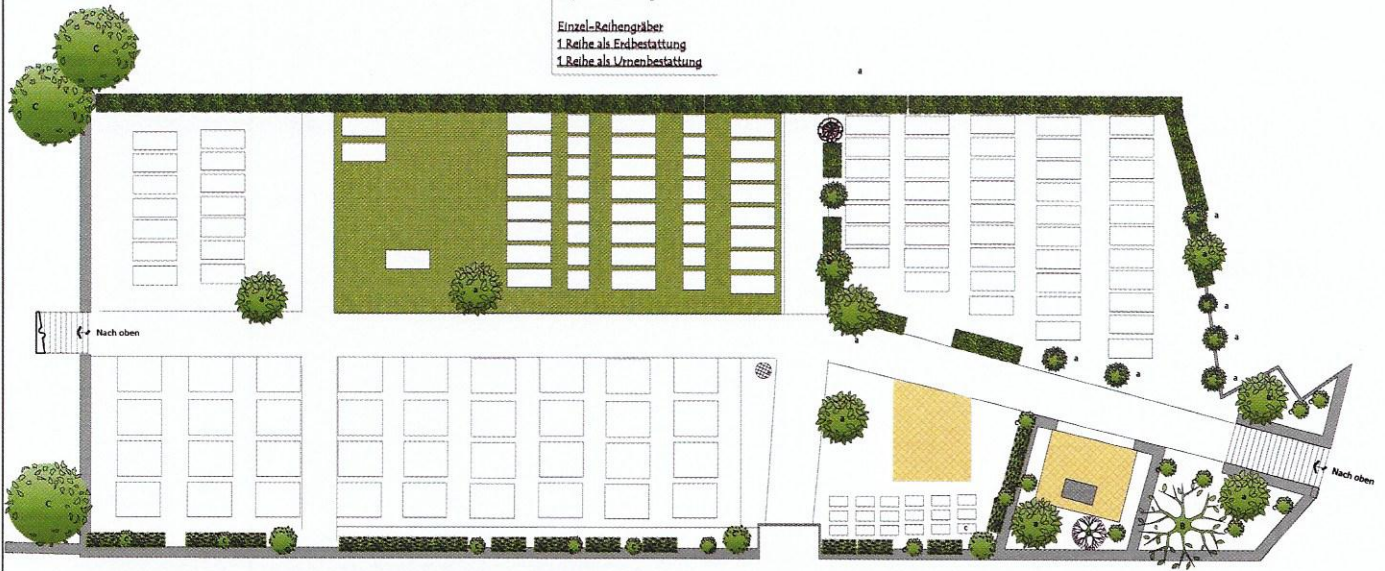 Einzel-Reihengräber
1 Reihe als Erdbestattung
1 Reihe als Urnenbestattung
a
C
C
a
a
Nach oben
a
a
a
a
a
Nach oben
C
C
C
B